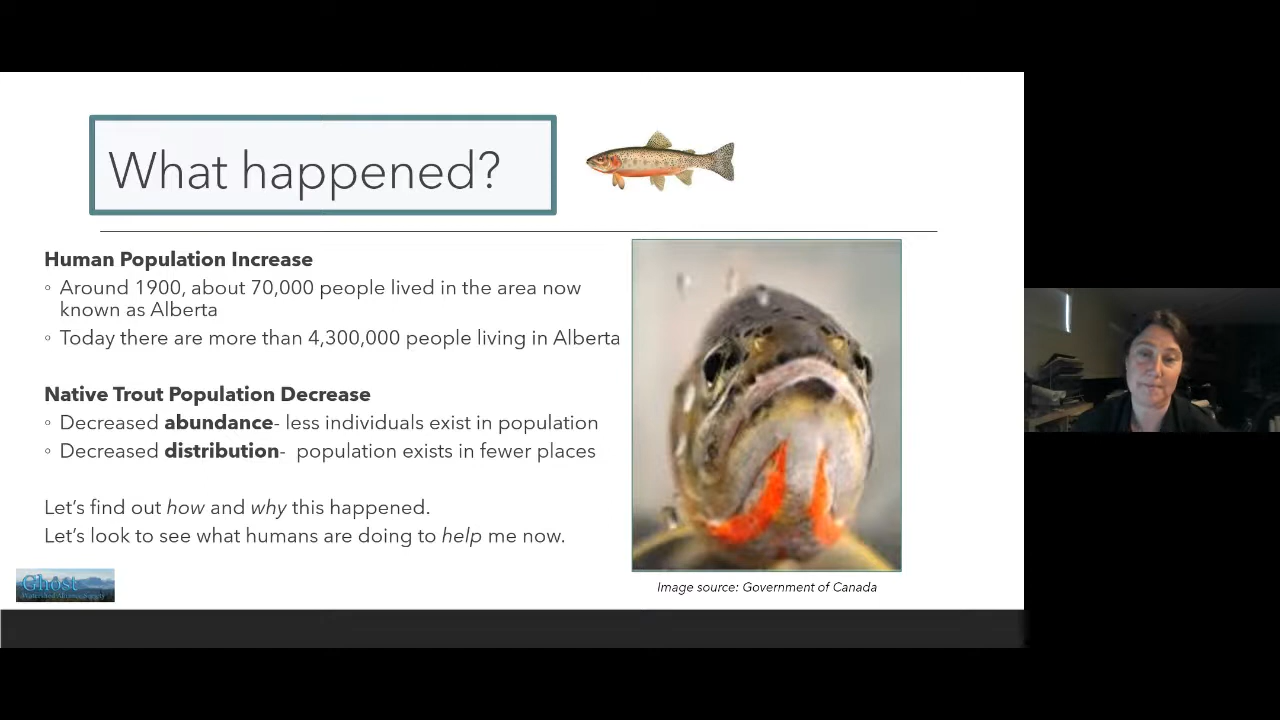 What happened?
Human Population Increase
◦ Around 1900, about 70,000 people lived in the area now
known as Alberta
◦ Today there are more than 4,300,000 people living in Alberta
Native Trout Population Decrease
◦ Decreased abundance- less individuals exist in population
◦ Decreased distribution- population exists in fewer places
Let's find out how and why this happened.
Let's look to see what humans are doing to help me now.
Ghost
Watershed Alliance Society
Image source: Government of Canada